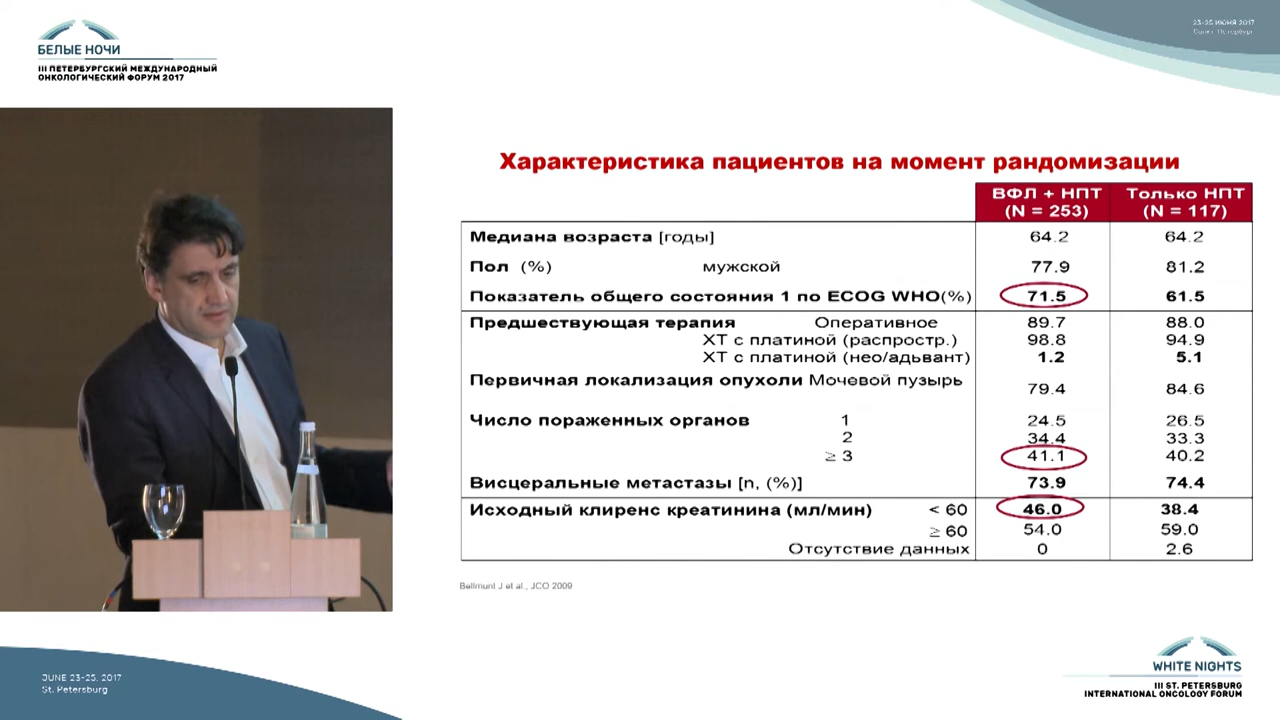 БЕЛЫЕ НОЧИ
III ПЕТЕРБУРГСКИЙ МЕЖДУНАРОДНЫЙ
ОНКОЛОГИЧЕСКИЙ ФОРУМ 2017
23-25 ИЮНЯ 2017
Санкт-Петербург
Характеристика пациентов на момент рандомизации
ВФЛ + НПТ Только НПТ
(N = 253) (N = 117)
Медиана возраста [годы] 64.2 64.2
Пол (%) мужской 77.9 81.2
Показатель общего состояния 1 по ECOG WHO(%) 71.5 61.5
Предшествующая терапия Оперативное 89.7 88.0
ХТ с платиной (распростр.) 98.8 94.9
ХТ с платиной (нео/адьвант) 1.2 5.1
Первичная локализация опухоли Мочевой пузырь 79.4 84.6
Число пораженных органов 1 24.5 26.5
2 34.4 33.3
≥ 3 41.1 40.2
Висцеральные метастазы [n, (%)] 73.9 74.4
Исходный клиренс креатинина (мл/мин) < 60 46.0 38.4
≥ 60 54.0 59.0
Отсутствие данных 0 2.6
Bellmunt J et al., JCO 2009
JUNE 23-25, 2017
St. Petersburg
WHITE NIGHTS
III ST. PETERSBURG
INTERNATIONAL ONCOLOGY FORUM